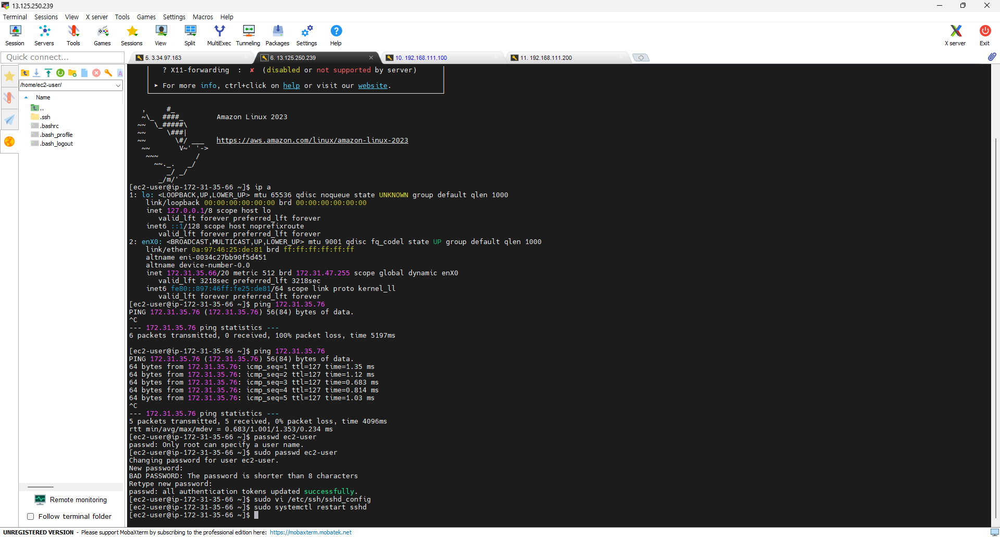 13.125.250.239
Terminal Sessions View X server Tools Games Settings Macros Help
Session Servers Tools Games Sessions View Split MultiExec Tunneling Packages Settings Help X server Exit
Quick connect...
5. 3.34.97.163
6. 13.125.250.239
10. 192.168.111.100
11. 192.168.111.200
/home/ec2-user/
Name
..
.ssh
.bashrc
.bash_profile
.bash_logout
Remote monitoring
Follow terminal folder
? X11-forwarding  : ✘  (disabled or not supported by server)
➤ For more info, ctrl+click on help or visit our website.
   ,     #_
   ~\_  ####_        Amazon Linux 2023
  ~~  \_#####\
  ~~     \###|
  ~~       \#/ ___   https://aws.amazon.com/linux/amazon-linux-2023
   ~~       V~' '->
    ~~~         /
      ~~._.   _/
         _/ _/
       _/m/'
[ec2-user@ip-172-31-35-66 ~]$ ip a
1: lo: <LOOPBACK,UP,LOWER_UP> mtu 65536 qdisc noqueue state UNKNOWN group default qlen 1000
    link/loopback 00:00:00:00:00:00 brd 00:00:00:00:00:00
    inet 127.0.0.1/8 scope host lo
       valid_lft forever preferred_lft forever
    inet6 ::1/128 scope host noprefixroute
       valid_lft forever preferred_lft forever
2: enX0: <BROADCAST,MULTICAST,UP,LOWER_UP> mtu 9001 qdisc fq_codel state UP group default qlen 1000
    link/ether 0a:97:46:25:de:81 brd ff:ff:ff:ff:ff:ff
    altname eni-0034c27bb90f5d451
    altname device-number-0.0
    inet 172.31.35.66/20 metric 512 brd 172.31.47.255 scope global dynamic enX0
       valid_lft 3218sec preferred_lft 3218sec
    inet6 fe80::897:46ff:fe25:de81/64 scope link proto kernel_ll
       valid_lft forever preferred_lft forever
[ec2-user@ip-172-31-35-66 ~]$ ping 172.31.35.76
PING 172.31.35.76 (172.31.35.76) 56(84) bytes of data.
^C
--- 172.31.35.76 ping statistics ---
6 packets transmitted, 0 received, 100% packet loss, time 5197ms
[ec2-user@ip-172-31-35-66 ~]$ ping 172.31.35.76
PING 172.31.35.76 (172.31.35.76) 56(84) bytes of data.
64 bytes from 172.31.35.76: icmp_seq=1 ttl=127 time=1.35 ms
64 bytes from 172.31.35.76: icmp_seq=2 ttl=127 time=1.12 ms
64 bytes from 172.31.35.76: icmp_seq=3 ttl=127 time=0.683 ms
64 bytes from 172.31.35.76: icmp_seq=4 ttl=127 time=0.814 ms
64 bytes from 172.31.35.76: icmp_seq=5 ttl=127 time=1.03 ms
^C
--- 172.31.35.76 ping statistics ---
5 packets transmitted, 5 received, 0% packet loss, time 4096ms
rtt min/avg/max/mdev = 0.683/1.001/1.353/0.234 ms
[ec2-user@ip-172-31-35-66 ~]$ passwd ec2-user
passwd: Only root can specify a user name.
[ec2-user@ip-172-31-35-66 ~]$ sudo passwd ec2-user
Changing password for user ec2-user.
New password:
BAD PASSWORD: The password is shorter than 8 characters
Retype new password:
passwd: all authentication tokens updated successfully.
[ec2-user@ip-172-31-35-66 ~]$ sudo vi /etc/ssh/sshd_config
[ec2-user@ip-172-31-35-66 ~]$ sudo systemctl restart sshd
[ec2-user@ip-172-31-35-66 ~]$
UNREGISTERED VERSION - Please support MobaXterm by subscribing to the professional edition here: https://mobaxterm.mobatek.net